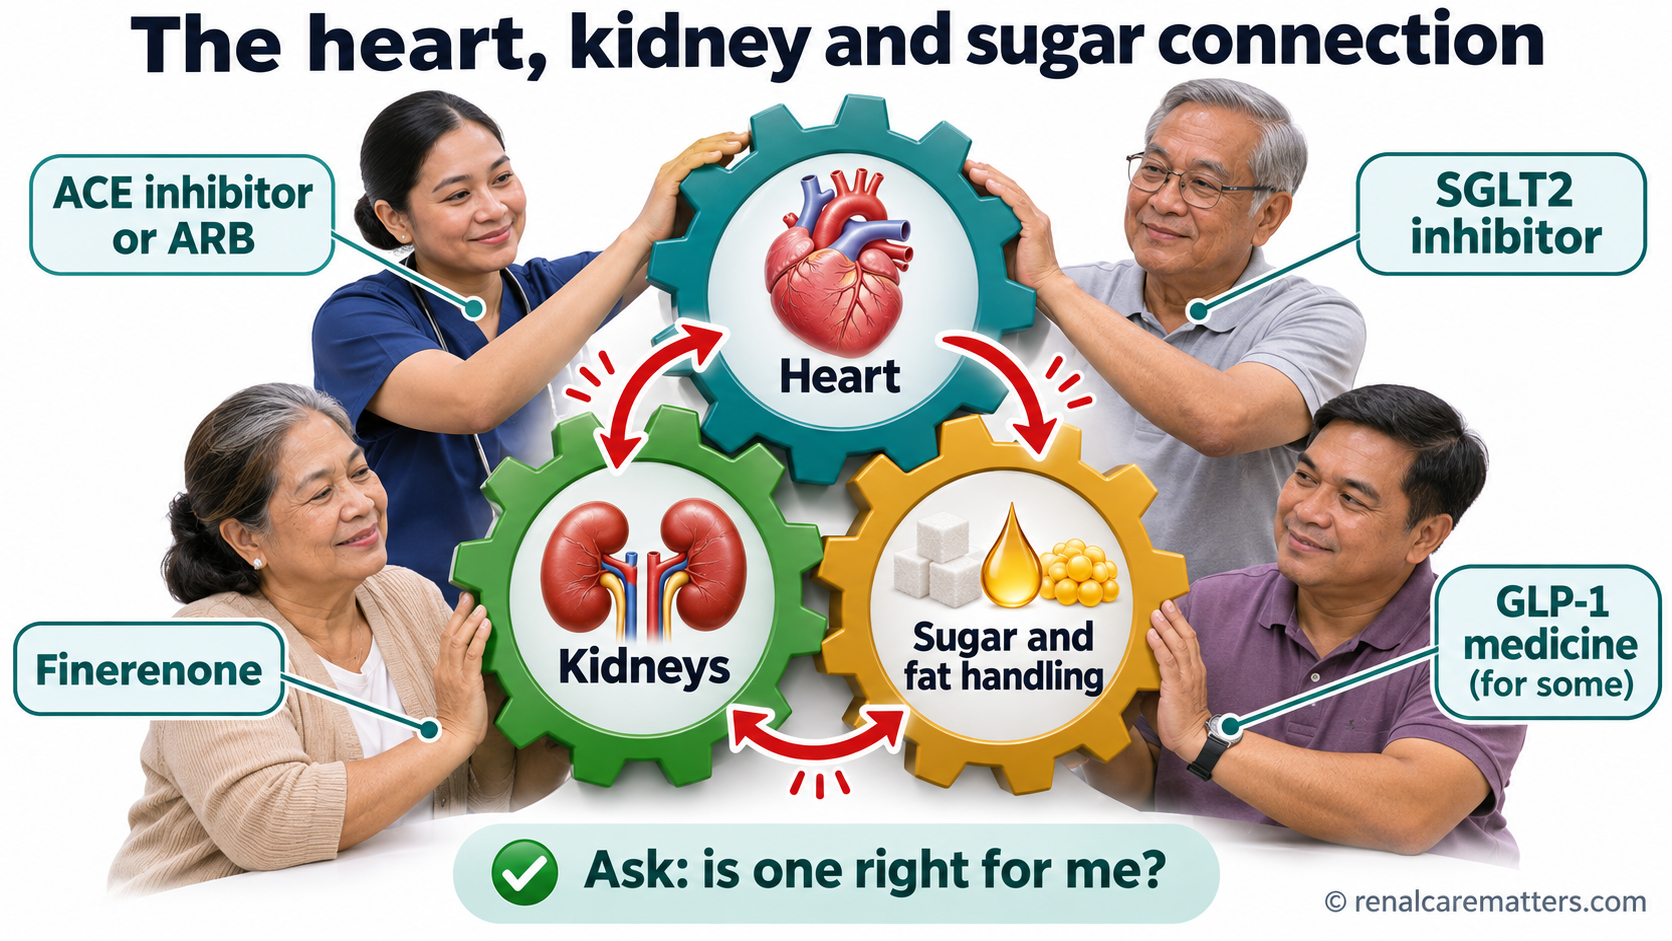 The heart, kidney and sugar connection
ACE inhibitor
or ARB
SGLT2
inhibitor
Heart
Kidneys
Sugar and
fat handling
Finerenone
GLP-1
medicine
(for some)
Ask: is one right for me?
© renalcarematters.com